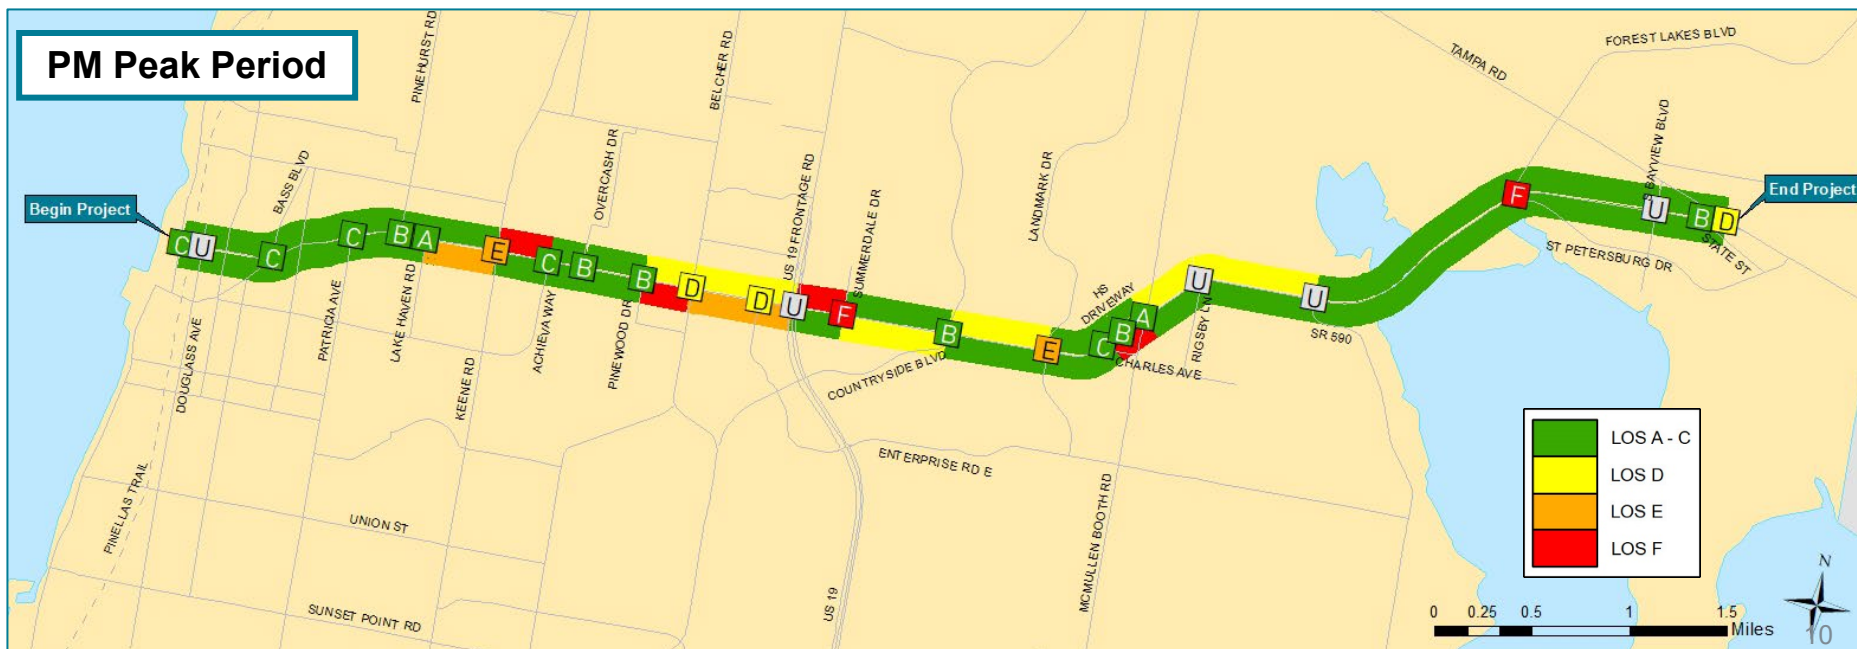 PM Peak Period
PINEHURST RD
BELCHER RD
FOREST LAKES BLVD
TAMPA RD
BASS BLVD
OVERCASH DR
US 19 FRONTAGE RD
SUMMERDALE DR
LANDMARK DR
BAYVIEW BLVD
Begin Project
End Project
C
U
C
C
B
A
E
C
B
B
D
D
U
F
B
E
C
B
A
U
U
F
U
B
D
STATE ST
ST PETERSBURG DR
HS
DRIVEWAY
RIGSBY LN
SR 590
CHARLES AVE
COUNTRYSIDE BLVD
DOUGLASS AVE
PATRICIA AVE
LAKE HAVEN RD
KEENE RD
ACHIEVA WAY
PINEWOOD DR
ENTERPRISE RD E
MCMULLEN BOOTH RD
PINELLAS TRAIL
UNION ST
SUNSET POINT RD
US 19
LOS A - C
LOS D
LOS E
LOS F
N
0 0.25 0.5 1 1.5
Miles
10